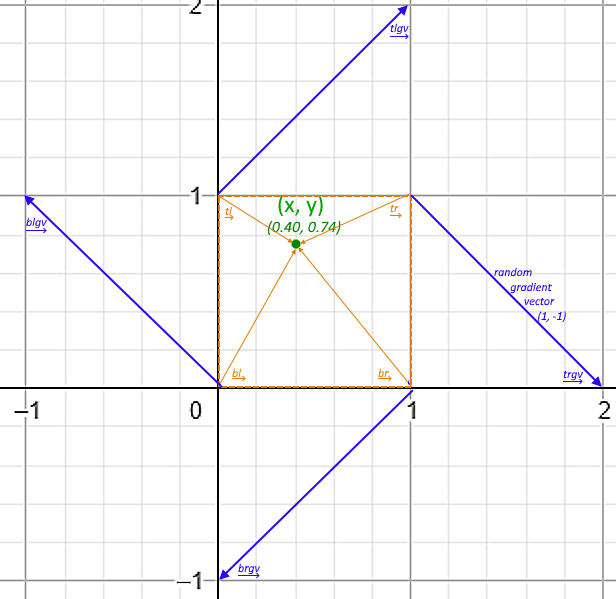 2
tlgv
1
(x, y)
(0.40, 0.74)
tl
tr
blgv
random
gradient
vector
(1, -1)
bl
br
trgv
−1
0
1
2
brgv
−1